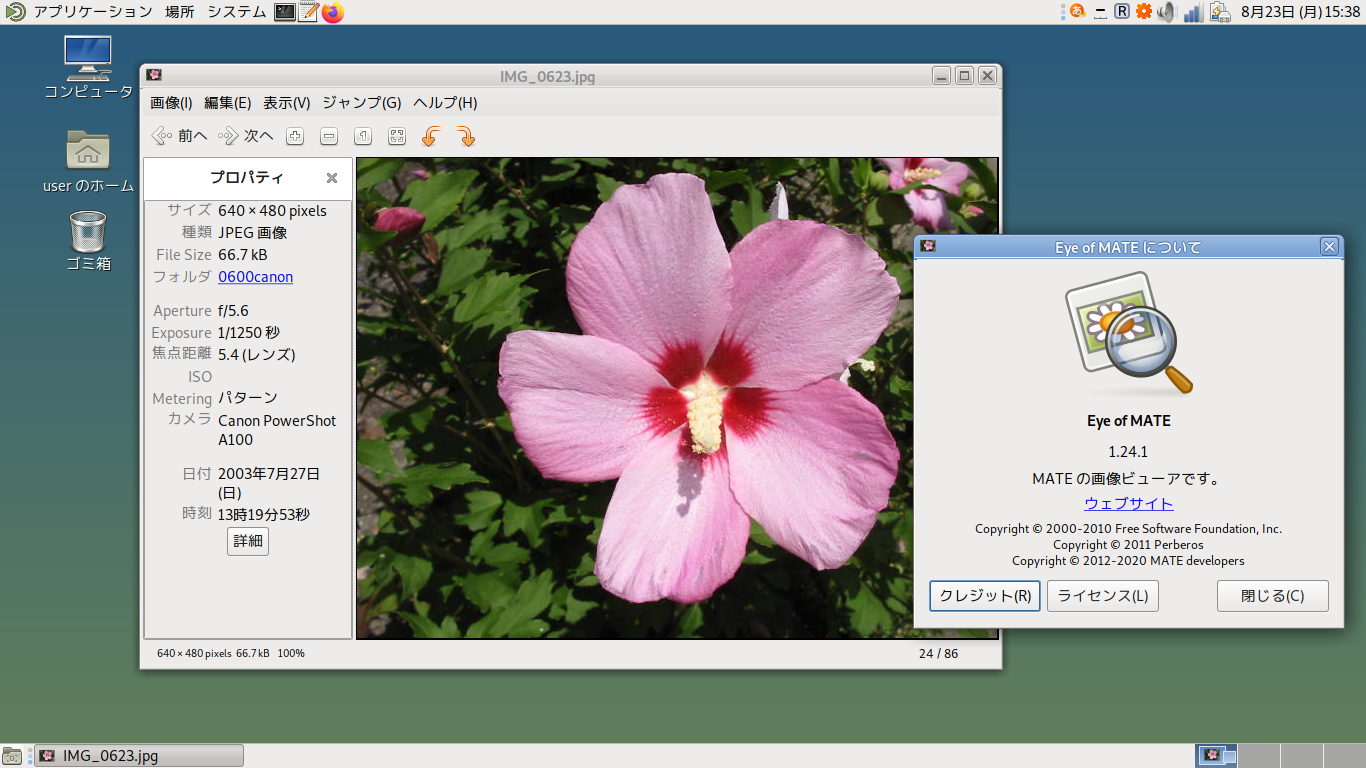 アプリケーション 場所 システム
あ R 8月23日 (月) 15:38
コンピュータ
user のホーム
ゴミ箱
IMG_0623.jpg
画像(I) 編集(E) 表示(V) ジャンプ(G) ヘルプ(H)
前へ 次へ 1
プロパティ
サイズ 640 × 480 pixels
種類 JPEG 画像
File Size 66.7 kB
フォルダ 0600canon
Aperture f/5.6
Exposure 1/1250 秒
焦点距離 5.4 (レンズ)
ISO
Metering パターン
カメラ Canon PowerShot
A100
日付 2003年7月27日
(日)
時刻 13時19分53秒
詳細
640 × 480 pixels 66.7 kB 100%
24 / 86
Eye of MATE について
Eye of MATE
1.24.1
MATE の画像ビューアです。
ウェブサイト
Copyright © 2000-2010 Free Software Foundation, Inc.
Copyright © 2011 Perberos
Copyright © 2012-2020 MATE developers
クレジット(R) ライセンス(L) 閉じる(C)
IMG_0623.jpg